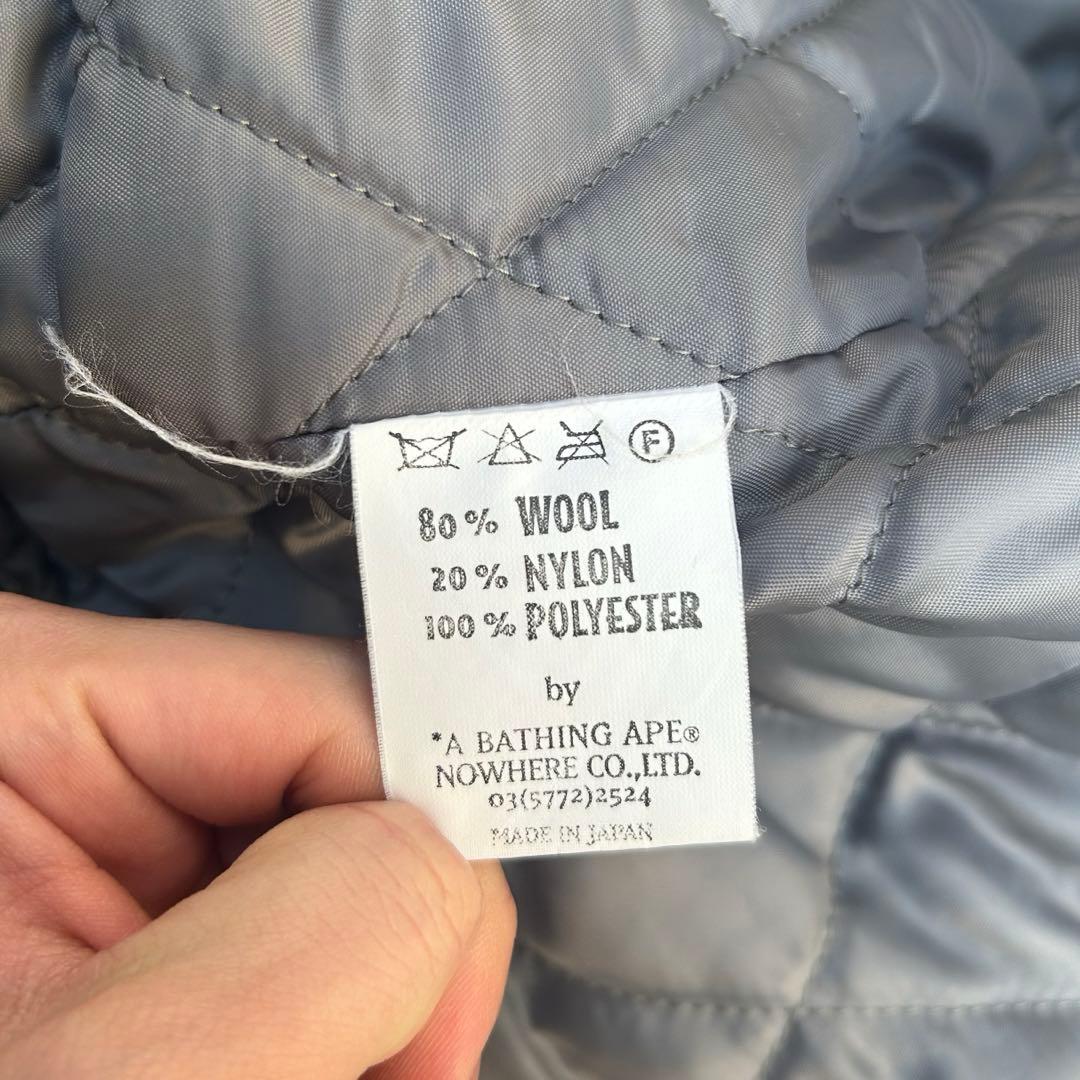 F
80% WOOL
20% NYLON
100% POLYESTER
by
*A BATHING APE®
NOWHERE CO.,LTD.
03(5772)2524
MADE IN JAPAN